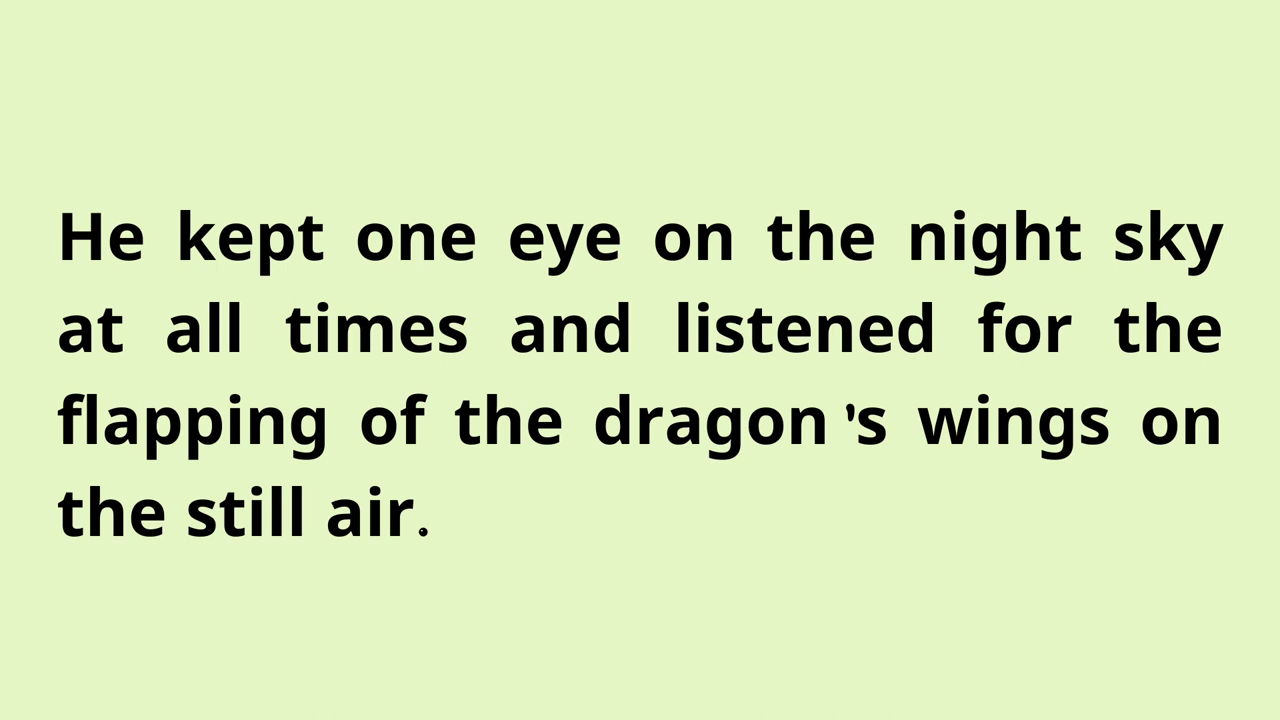 He kept one eye on the night sky
at all times and listened for the
flapping of the dragon's wings on
the still air.